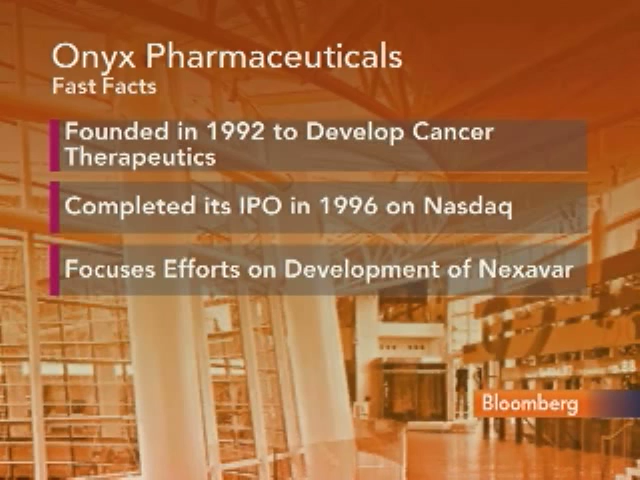 Onyx Pharmaceuticals
Fast Facts
Founded in 1992 to Develop Cancer
Therapeutics
Completed its IPO in 1996 on Nasdaq
Focuses Efforts on Development of Nexavar
Bloomberg